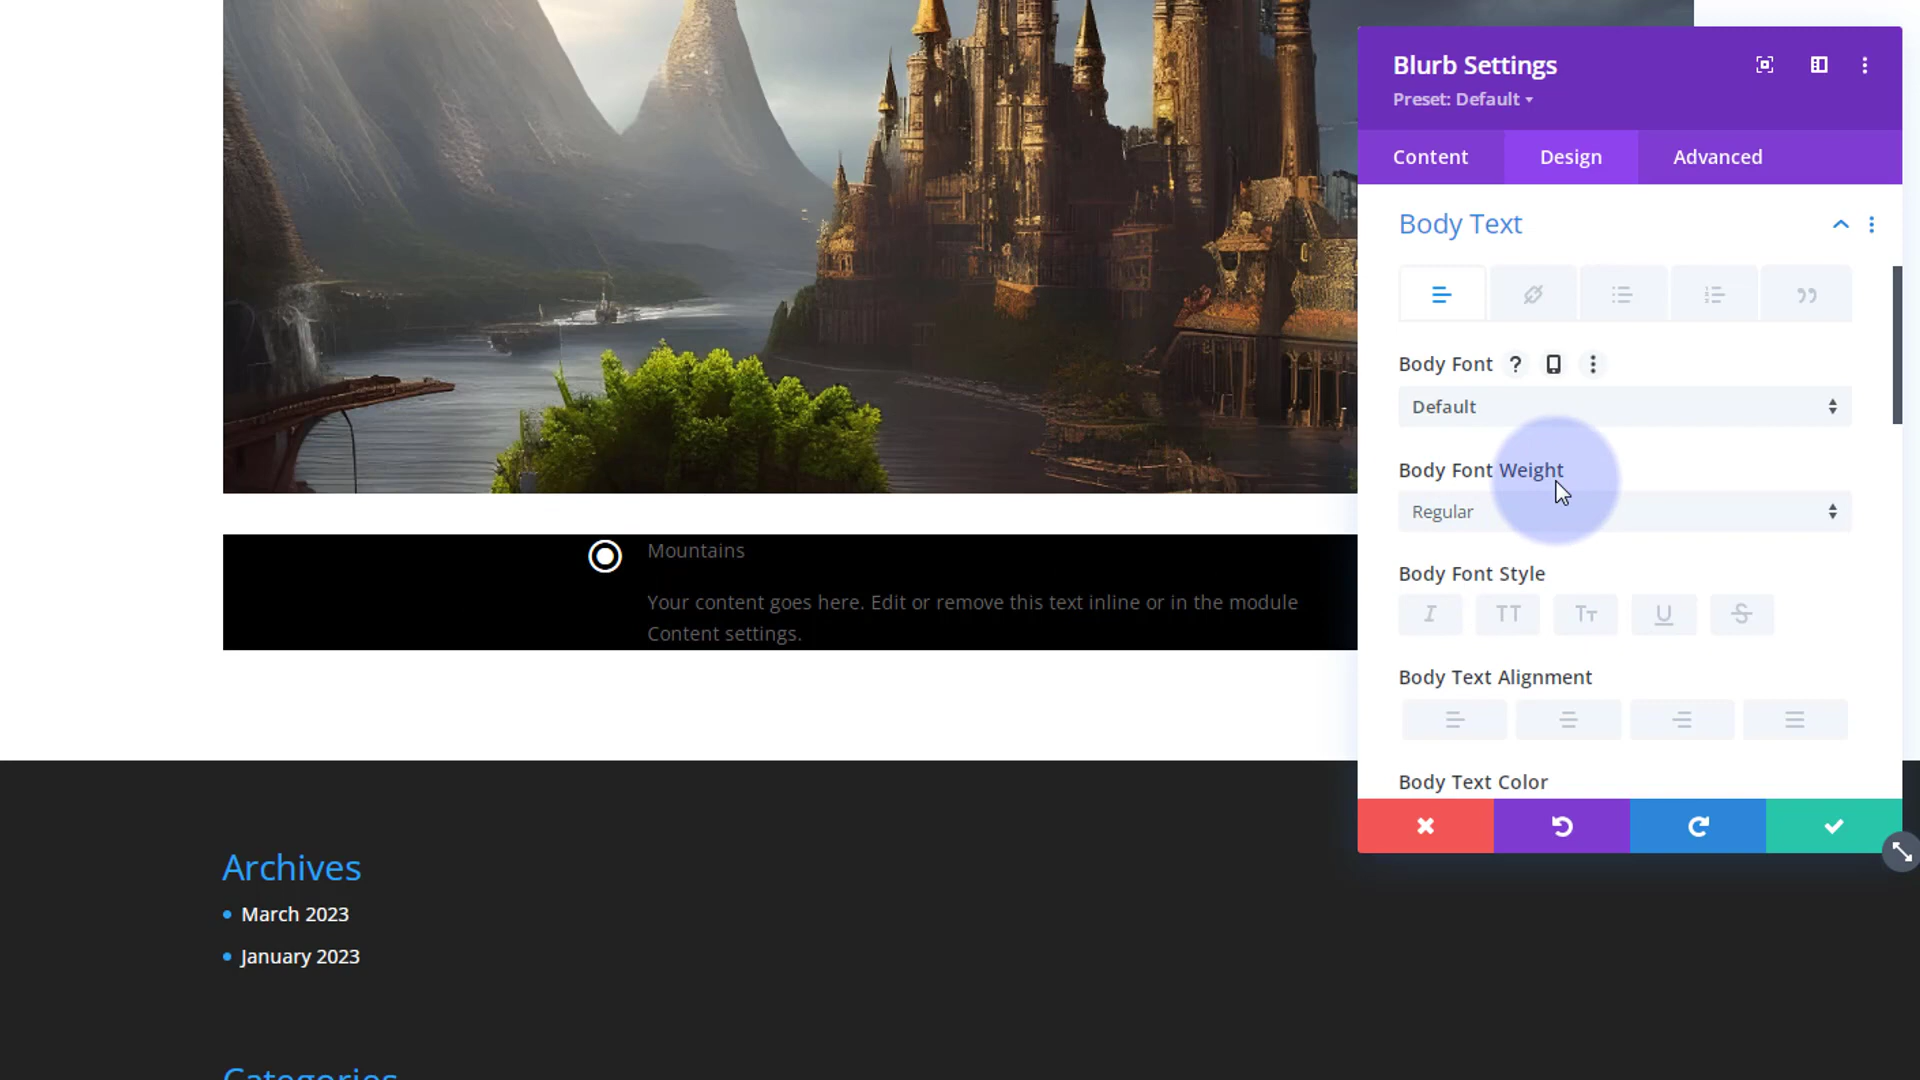 Blurb Settings
Preset: Default
Content
Design
Advanced
Body Text
Body Font ?
Default
Body Font Weight
Regular
Body Font Style
I
TT
TT
U
S
Body Text Alignment
Body Text Color
Mountains
Your content goes here. Edit or remove this text inline or in the module
Content settings.
Archives
March 2023
January 2023
Categories